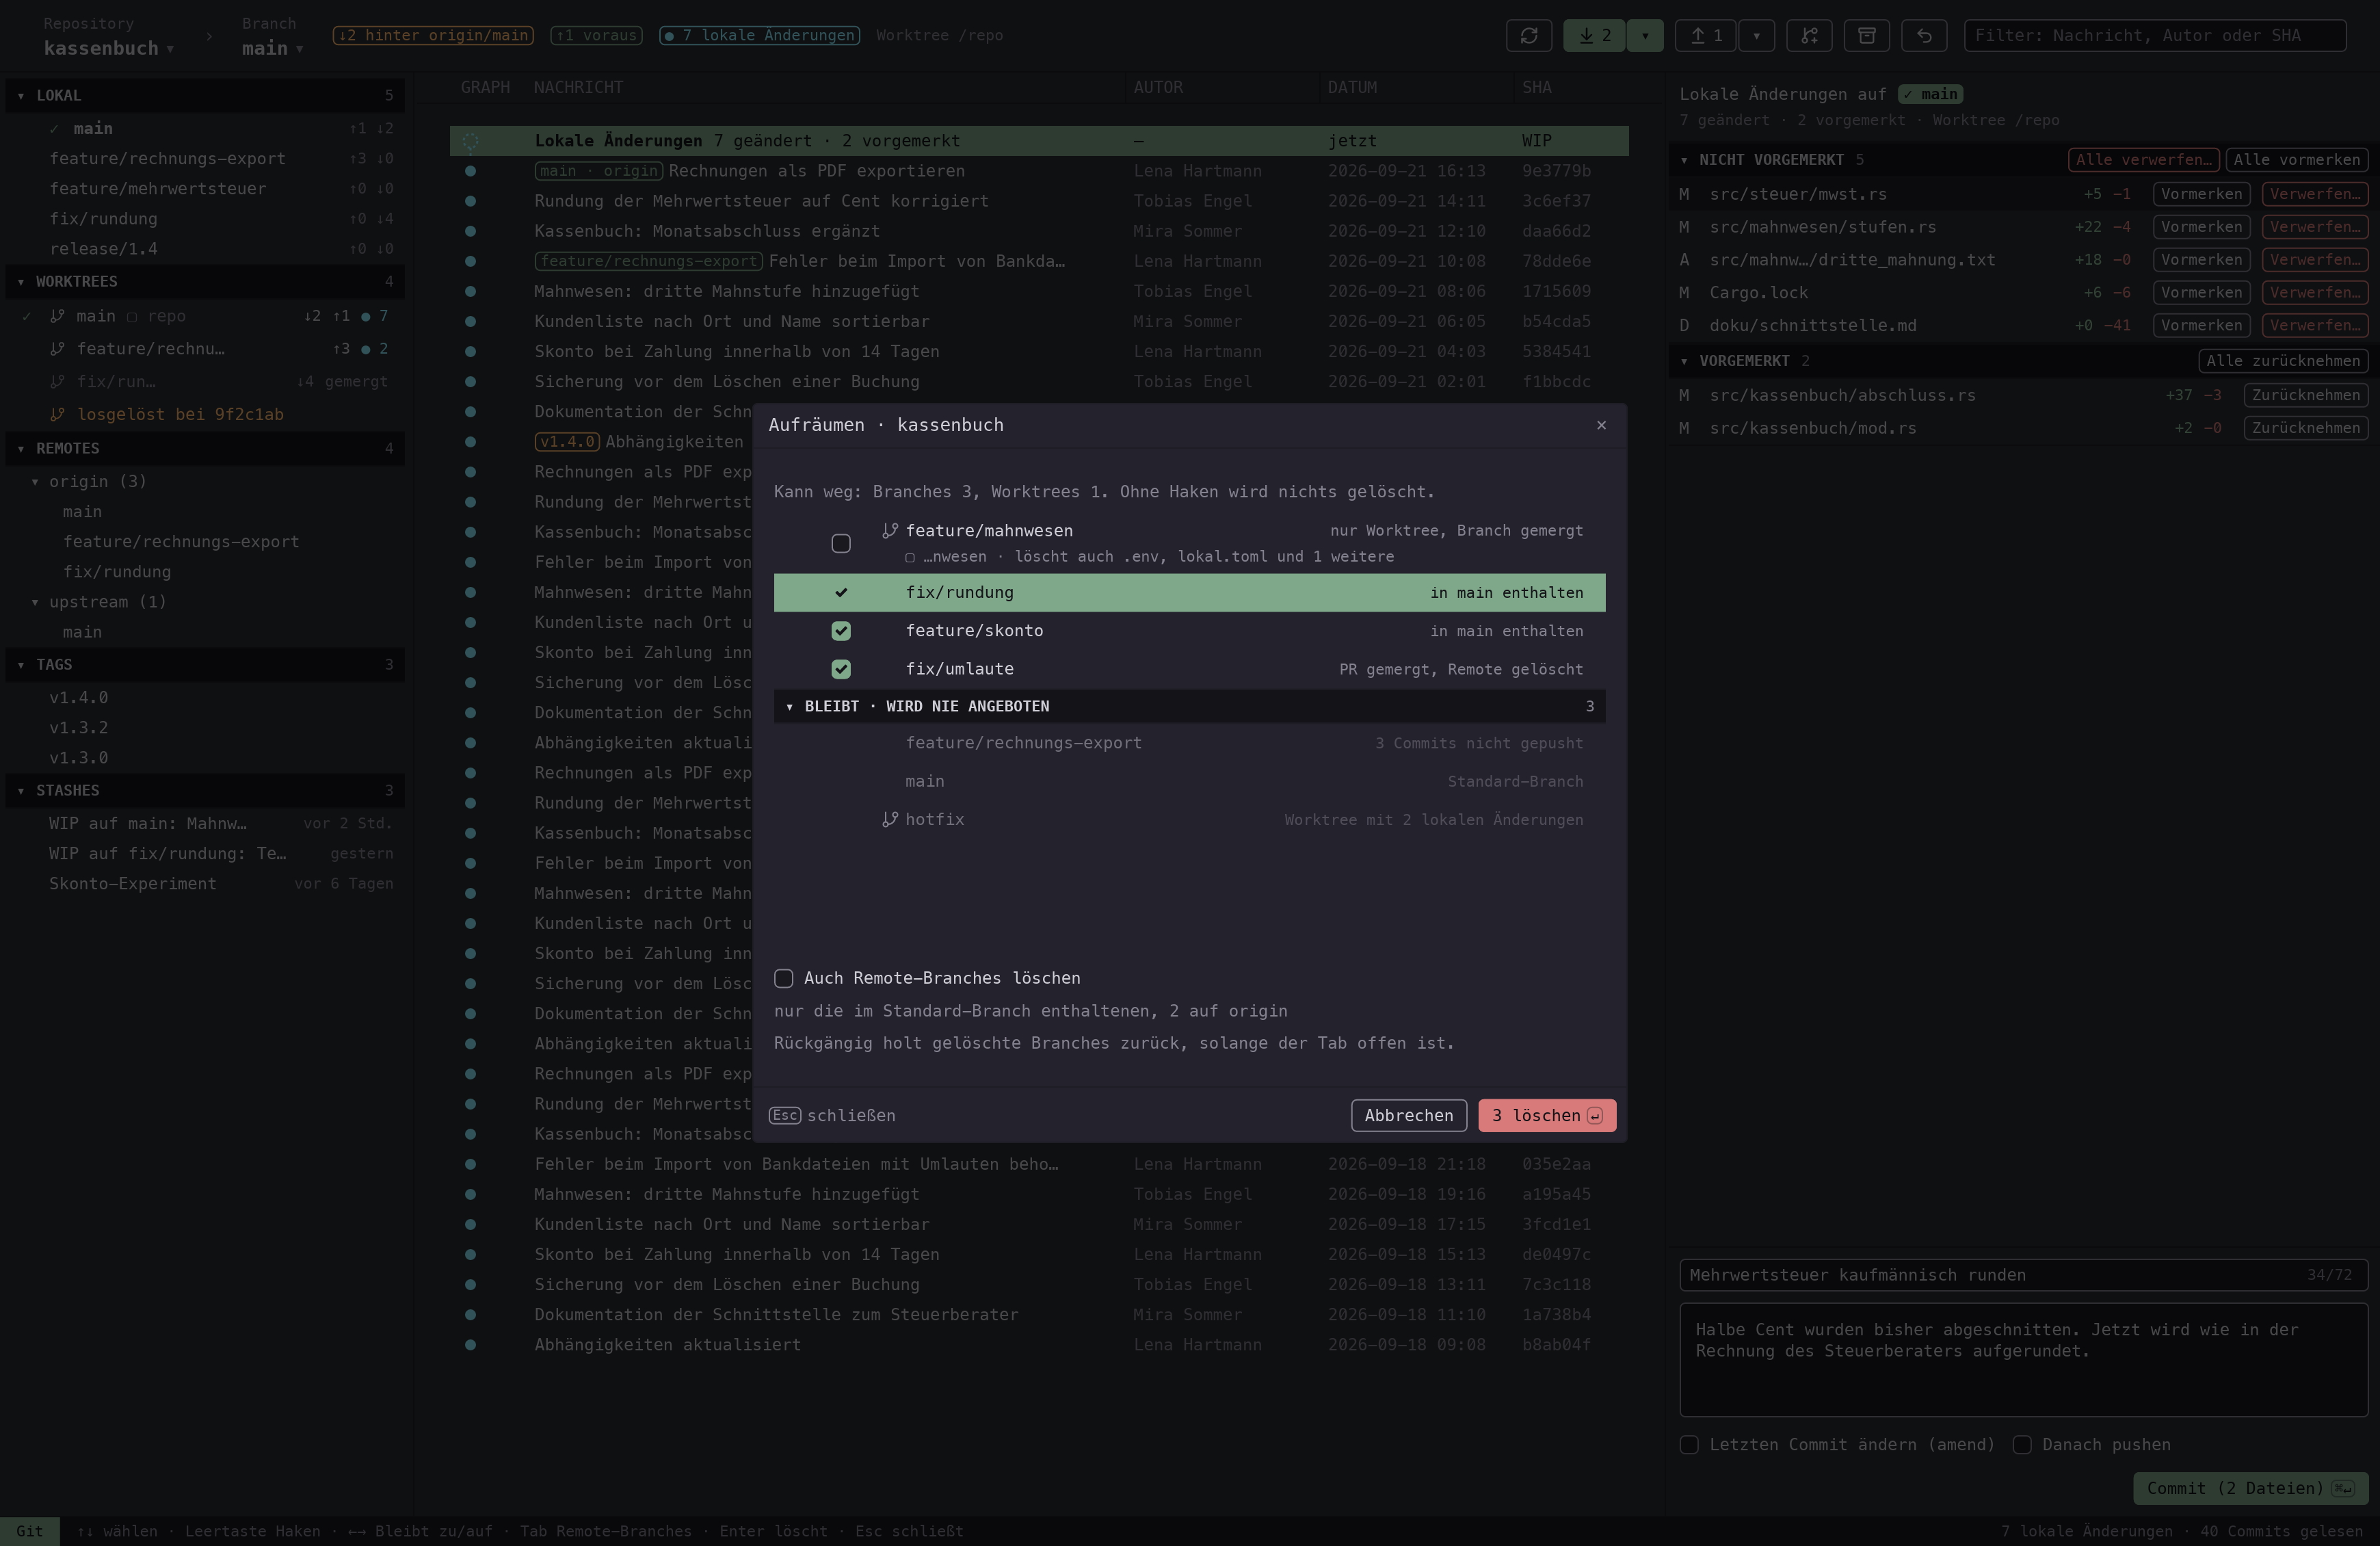 Repository
kassenbuch ▾
›
Branch
main ▾
↓2 hinter origin/main
↑1 voraus
● 7 lokale Änderungen
Worktree /repo
2 ▾
1 ▾
Filter: Nachricht, Autor oder SHA
▾ LOKAL 5
✓ main ↑1 ↓2
feature/rechnungs-export ↑3 ↓0
feature/mehrwertsteuer ↑0 ↓0
fix/rundung ↑0 ↓4
release/1.4 ↑0 ↓0
▾ WORKTREES 4
✓ main ▢ repo ↓2 ↑1 ● 7
feature/rechnu… ↑3 ● 2
fix/run… ↓4 gemergt
losgelöst bei 9f2c1ab
▾ REMOTES 4
▾ origin (3)
main
feature/rechnungs-export
fix/rundung
▾ upstream (1)
main
▾ TAGS 3
v1.4.0
v1.3.2
v1.3.0
▾ STASHES 3
WIP auf main: Mahnw… vor 2 Std.
WIP auf fix/rundung: Te… gestern
Skonto-Experiment vor 6 Tagen
GRAPH NACHRICHT AUTOR DATUM SHA
Lokale Änderungen 7 geändert · 2 vorgemerkt — jetzt WIP
main · origin Rechnungen als PDF exportieren Lena Hartmann 2026-09-21 16:13 9e3779b
Rundung der Mehrwertsteuer auf Cent korrigiert Tobias Engel 2026-09-21 14:11 3c6ef37
Kassenbuch: Monatsabschluss ergänzt Mira Sommer 2026-09-21 12:10 daa66d2
feature/rechnungs-export Fehler beim Import von Bankda… Lena Hartmann 2026-09-21 10:08 78dde6e
Mahnwesen: dritte Mahnstufe hinzugefügt Tobias Engel 2026-09-21 08:06 1715609
Kundenliste nach Ort und Name sortierbar Mira Sommer 2026-09-21 06:05 b54cda5
Skonto bei Zahlung innerhalb von 14 Tagen Lena Hartmann 2026-09-21 04:03 5384541
Sicherung vor dem Löschen einer Buchung Tobias Engel 2026-09-21 02:01 f1bbcdc
Dokumentation der Schn
v1.4.0 Abhängigkeiten
Rechnungen als PDF exp
Rundung der Mehrwertst
Kassenbuch: Monatsabsc
Fehler beim Import von
Mahnwesen: dritte Mahn
Kundenliste nach Ort u
Skonto bei Zahlung inn
Sicherung vor dem Lösc
Dokumentation der Schn
Abhängigkeiten aktuali
Rechnungen als PDF exp
Rundung der Mehrwertst
Kassenbuch: Monatsabsc
Fehler beim Import von
Mahnwesen: dritte Mahn
Kundenliste nach Ort u
Skonto bei Zahlung inn
Sicherung vor dem Lösc
Dokumentation der Schn
Abhängigkeiten aktuali
Rechnungen als PDF exp
Rundung der Mehrwertst
Kassenbuch: Monatsabsc
Fehler beim Import von Bankdateien mit Umlauten beho… Lena Hartmann 2026-09-18 21:18 035e2aa
Mahnwesen: dritte Mahnstufe hinzugefügt Tobias Engel 2026-09-18 19:16 a195a45
Kundenliste nach Ort und Name sortierbar Mira Sommer 2026-09-18 17:15 3fcd1e1
Skonto bei Zahlung innerhalb von 14 Tagen Lena Hartmann 2026-09-18 15:13 de0497c
Sicherung vor dem Löschen einer Buchung Tobias Engel 2026-09-18 13:11 7c3c118
Dokumentation der Schnittstelle zum Steuerberater Mira Sommer 2026-09-18 11:10 1a738b4
Abhängigkeiten aktualisiert Lena Hartmann 2026-09-18 09:08 b8ab04f
Aufräumen · kassenbuch ×
Kann weg: Branches 3, Worktrees 1. Ohne Haken wird nichts gelöscht.
feature/mahnwesen nur Worktree, Branch gemergt
▢ …nwesen · löscht auch .env, lokal.toml und 1 weitere
✓ fix/rundung in main enthalten
✓ feature/skonto in main enthalten
✓ fix/umlaute PR gemergt, Remote gelöscht
▾ BLEIBT · WIRD NIE ANGEBOTEN 3
feature/rechnungs-export 3 Commits nicht gepusht
main Standard-Branch
hotfix Worktree mit 2 lokalen Änderungen
Auch Remote-Branches löschen
nur die im Standard-Branch enthaltenen, 2 auf origin
Rückgängig holt gelöschte Branches zurück, solange der Tab offen ist.
Esc schließen Abbrechen 3 löschen ↵
Lokale Änderungen auf ✓ main
7 geändert · 2 vorgemerkt · Worktree /repo
▾ NICHT VORGEMERKT 5 Alle verwerfen… Alle vormerken
M src/steuer/mwst.rs +5 −1 Vormerken Verwerfen…
M src/mahnwesen/stufen.rs +22 −4 Vormerken Verwerfen…
A src/mahnw…/dritte_mahnung.txt +18 −0 Vormerken Verwerfen…
M Cargo.lock +6 −6 Vormerken Verwerfen…
D doku/schnittstelle.md +0 −41 Vormerken Verwerfen…
▾ VORGEMERKT 2 Alle zurücknehmen
M src/kassenbuch/abschluss.rs +37 −3 Zurücknehmen
M src/kassenbuch/mod.rs +2 −0 Zurücknehmen
Mehrwertsteuer kaufmännisch runden 34/72
Halbe Cent wurden bisher abgeschnitten. Jetzt wird wie in der
Rechnung des Steuerberaters aufgerundet.
Letzten Commit ändern (amend) Danach pushen
Commit (2 Dateien) ⌘↵
Git ↑↓ wählen · Leertaste Haken · ←→ Bleibt zu/auf · Tab Remote-Branches · Enter löscht · Esc schließt
7 lokale Änderungen · 40 Commits gelesen